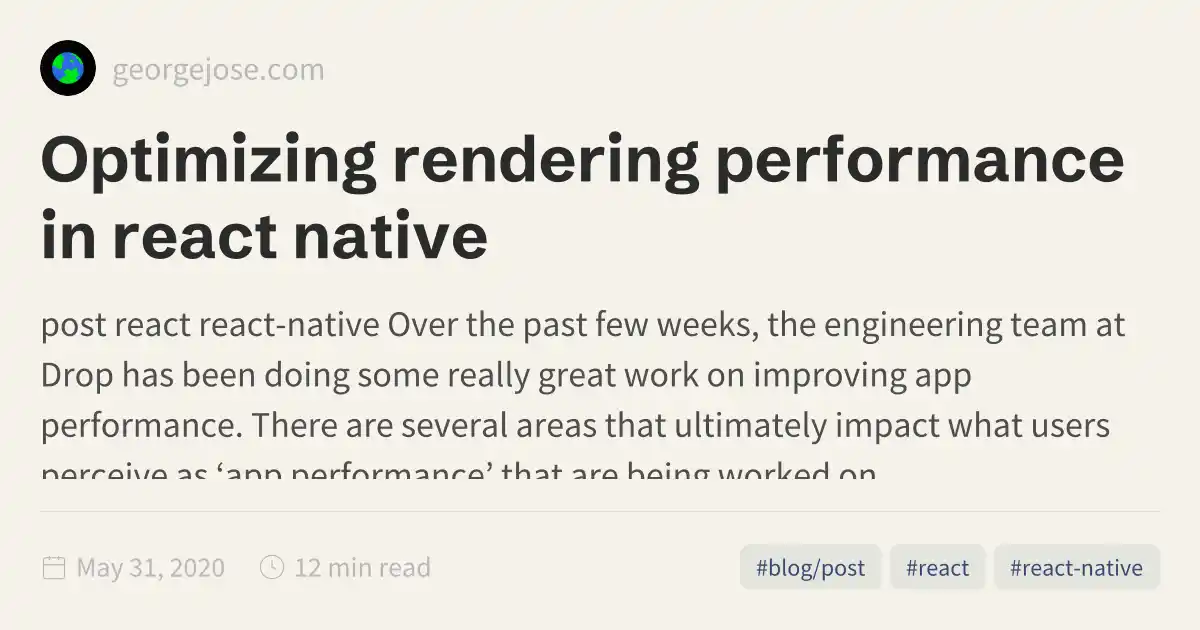 georgejose.com
Optimizing rendering performance
in react native
post react react-native Over the past few weeks, the engineering team at
Drop has been doing some really great work on improving app
performance. There are several areas that ultimately impact what users
perceive as ‘app performance’ that are being worked on
May 31, 2020
12 min read
#blog/post
#react
#react-native